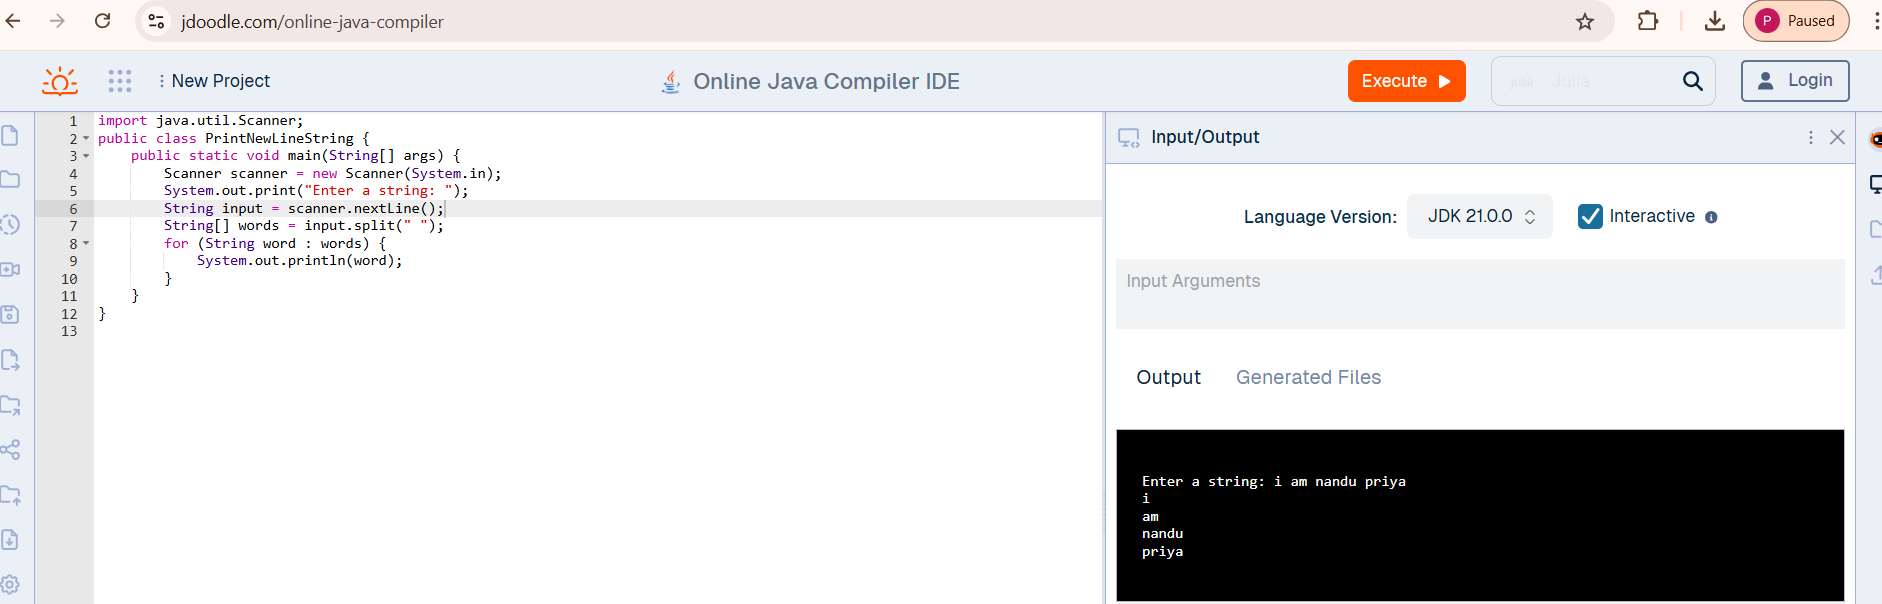 jdoodle.com/online-java-compiler
P Paused
New Project
Online Java Compiler IDE
Execute
Julia
Login
1 import java.util.Scanner;
2 public class PrintNewLineString {
3     public static void main(String[] args) {
4         Scanner scanner = new Scanner(System.in);
5         System.out.print("Enter a string: ");
6         String input = scanner.nextLine();
7         String[] words = input.split(" ");
8         for (String word : words) {
9             System.out.println(word);
10         }
11     }
12 }
13
Input/Output
Language Version: JDK 21.0.0 Interactive
Input Arguments
Output Generated Files
Enter a string: i am nandu priya
i
am
nandu
priya